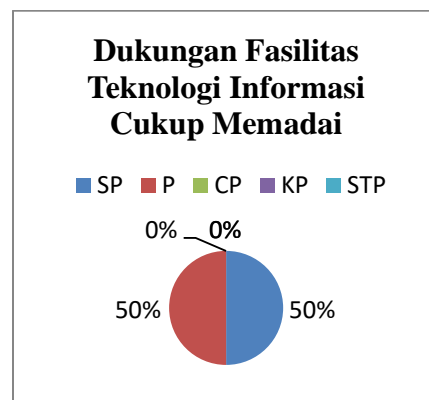 Dukungan Fasilitas
Teknologi Informasi
Cukup Memadai
SP P CP KP STP
0% 0%
50% 50%